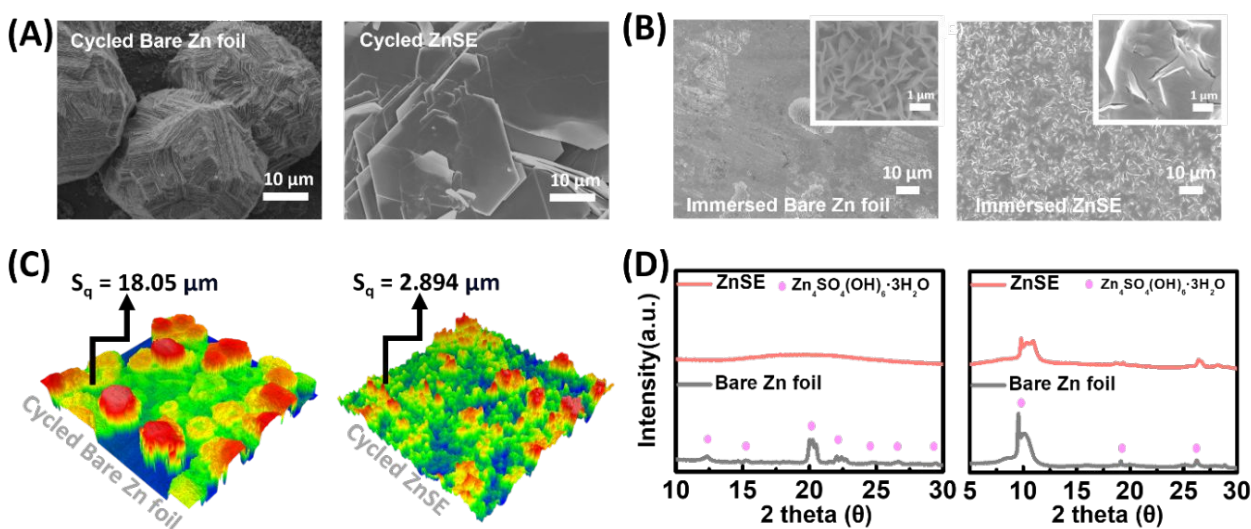 (A)
Cycled Bare Zn foil
10 μm
Cycled ZnSE
10 μm
(B)
1 μm
10 μm
Immersed Bare Zn foil
1 μm
10 μm
Immersed ZnSE
(C)
Sq = 18.05 μm
Cycled Bare Zn foil
Sq = 2.894 μm
Cycled ZnSE
(D)
Intensity(a.u.)
ZnSE
Zn4SO4(OH)6·3H2O
Bare Zn foil
10 15 20 25 30
2 theta (θ)
ZnSE
Zn4SO4(OH)6·3H2O
Bare Zn foil
5 10 15 20 25 30
2 theta (θ)